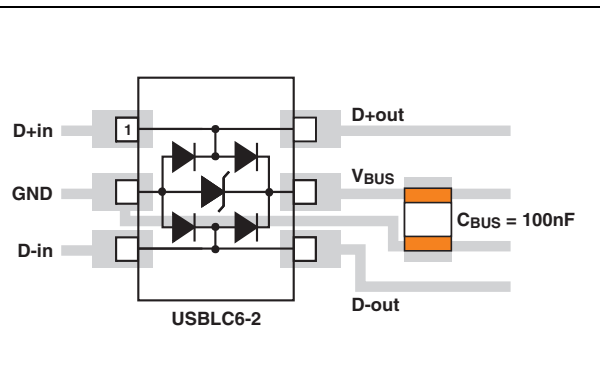 D+in
1
D+out
GND
VBUS
CBUS = 100nF
D-in
D-out
USBLC6-2